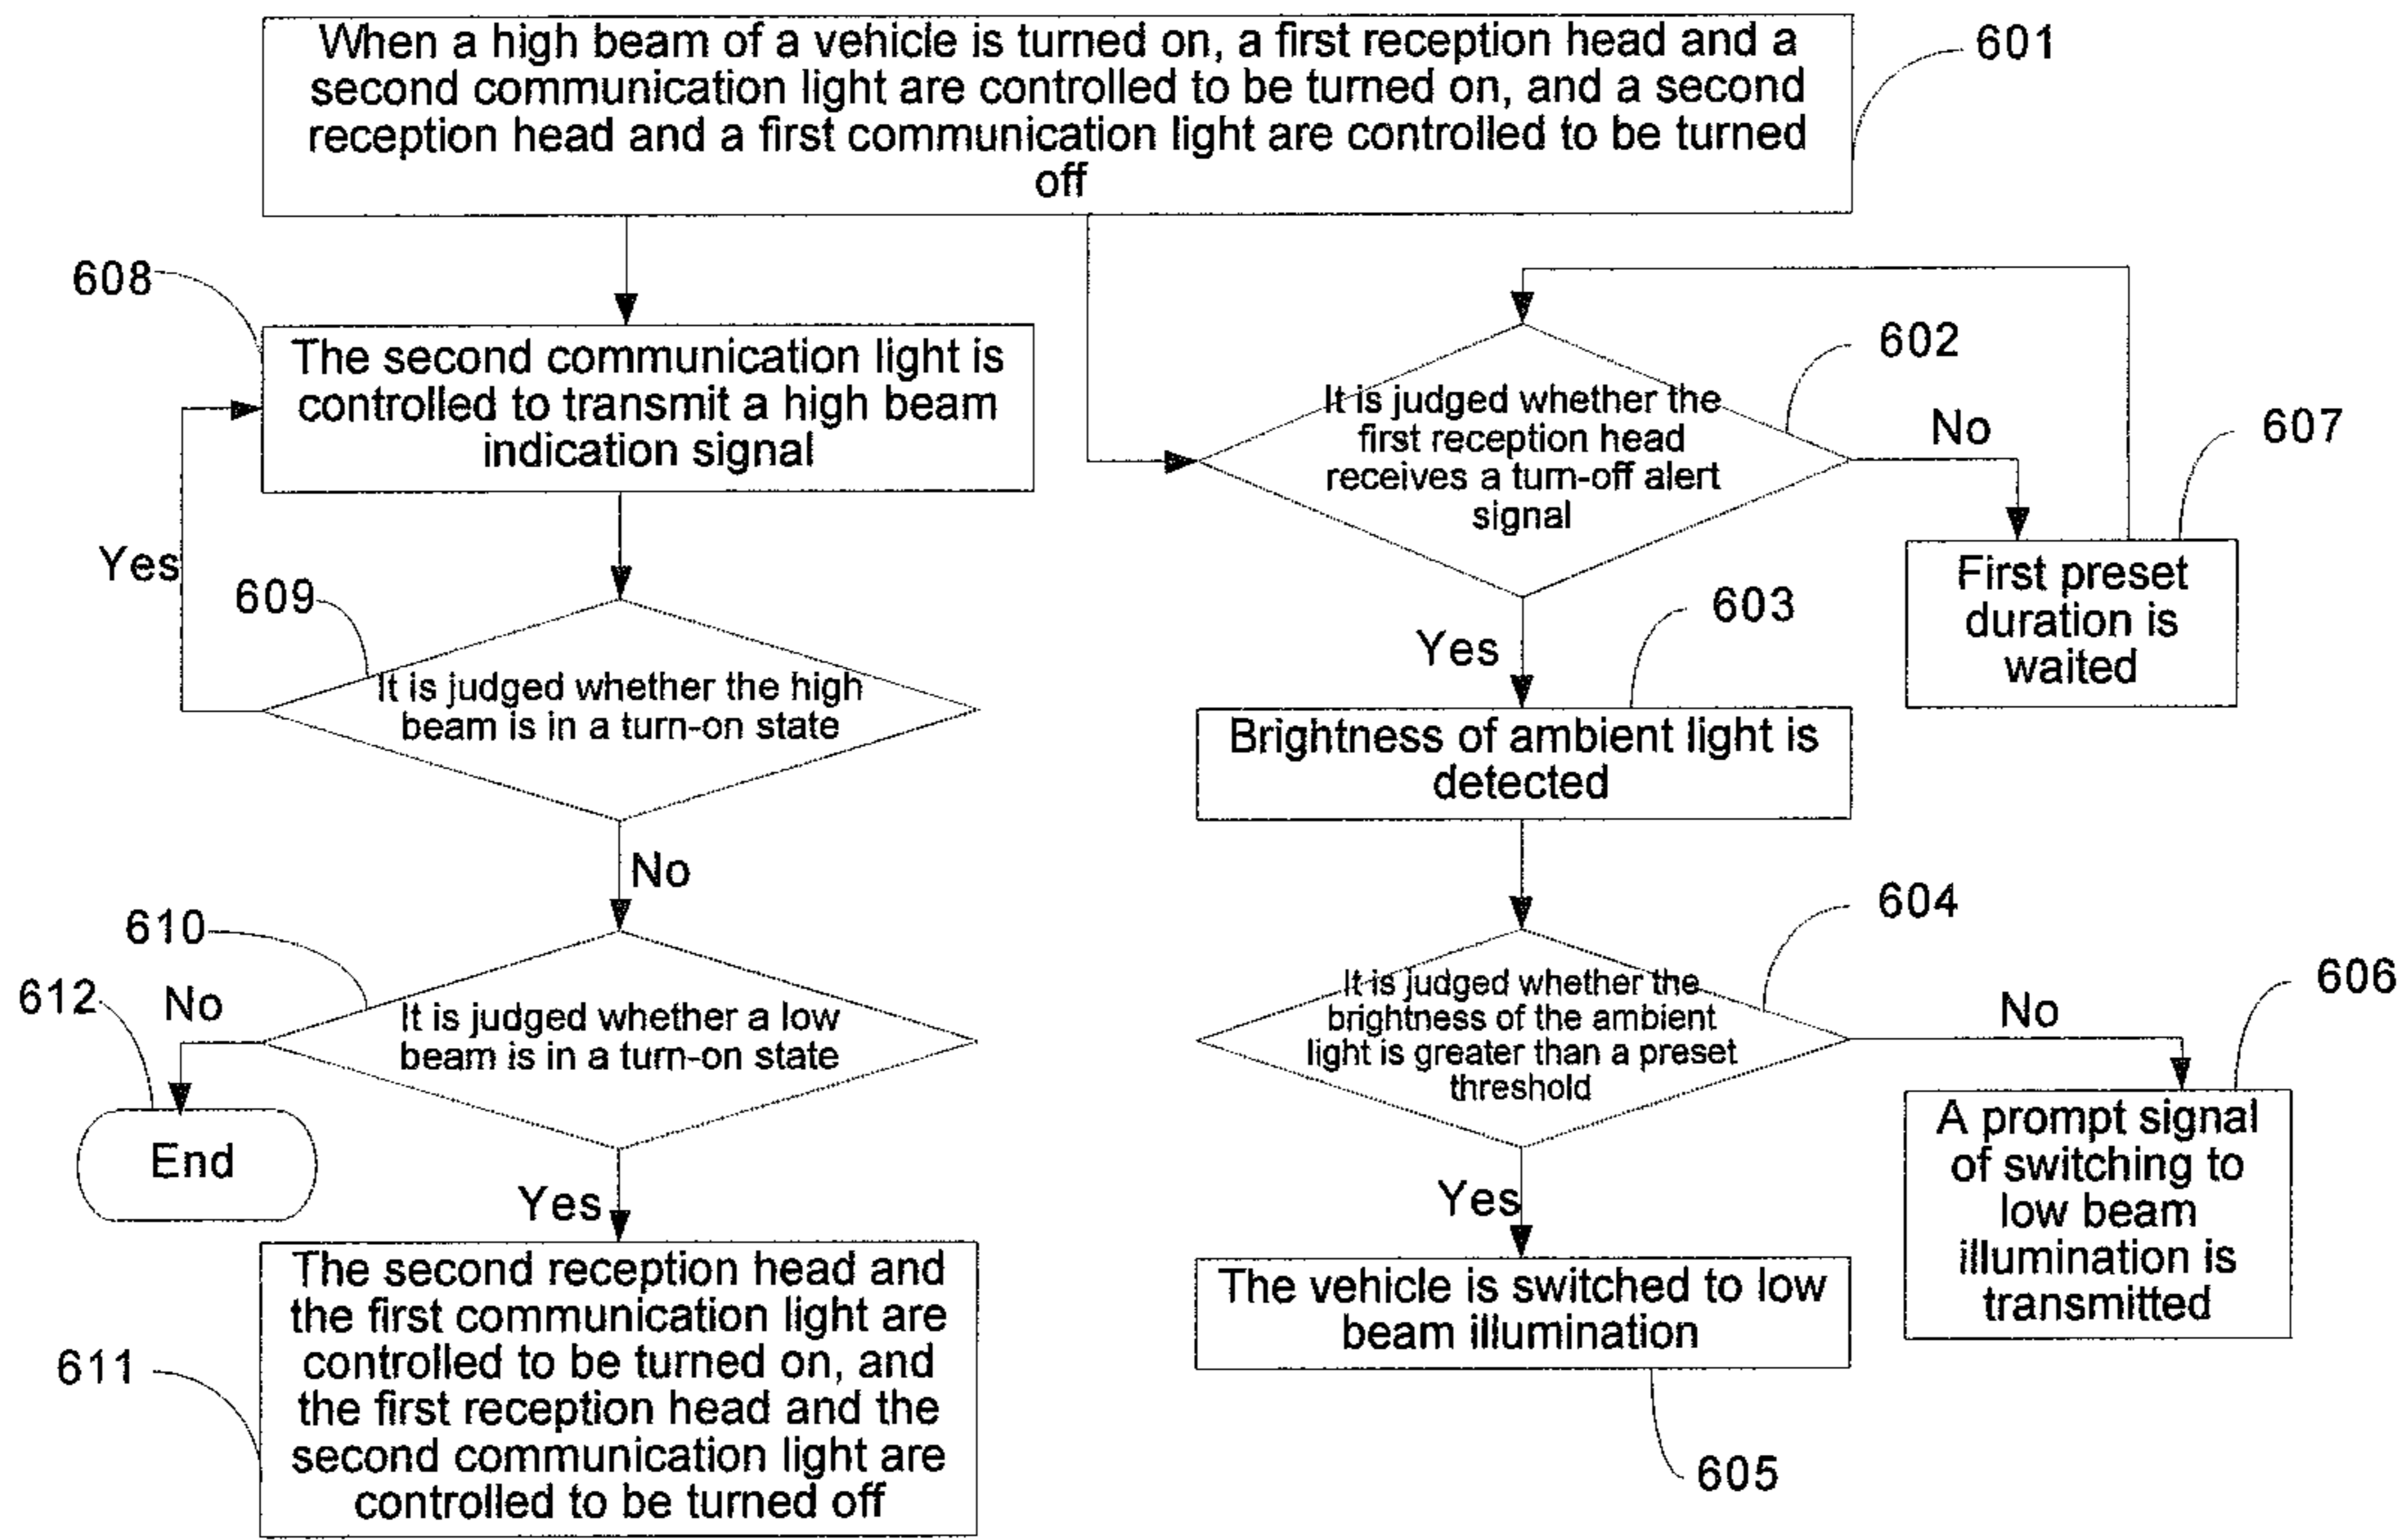 When a high beam of a vehicle is turned on, a first reception head and a
second communication light are controlled to be turned on, and a second
reception head and a first communication light are controlled to be turned
off
601
608
The second communication light is
controlled to transmit a high beam
indication signal
602
It is judged whether the
first reception head
receives a turn-off alert
signal
No
607
First preset
duration is
waited
Yes
609
It is judged whether the high
beam is in a turn-on state
Yes
603
Brightness of ambient light is
detected
No
610
612
No
It is judged whether a low
beam is in a turn-on state
End
604
It is judged whether the
brightness of the ambient
light is greater than a preset
threshold
No
606
A prompt signal
of switching to
low beam
illumination is
transmitted
Yes
611
The second reception head and
the first communication light are
controlled to be turned on, and
the first reception head and the
second communication light are
controlled to be turned off
Yes
The vehicle is switched to low
beam illumination
605